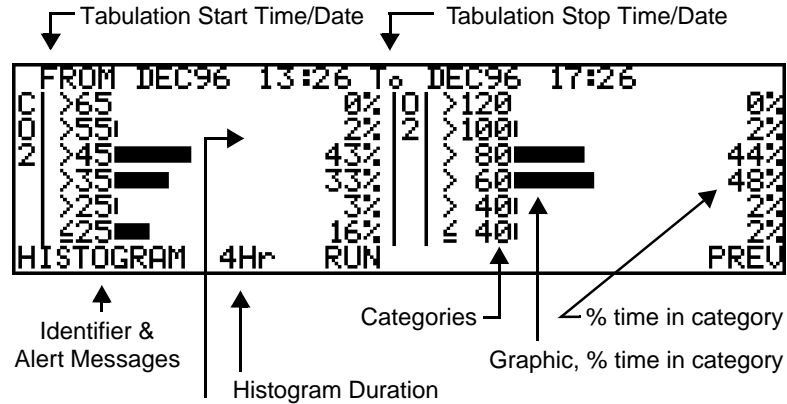 Tabulation Start Time/Date Tabulation Stop Time/Date
FROM DEC96 13:26 To DEC96 17:26
CO2 O2
>65 0% >120 0%
>55 2% >100 2%
>45 43% > 80 44%
>35 33% > 60 48%
>25 3% > 40 2%
≤25 16% ≤ 40 2%
HISTOGRAM 4Hr RUN PREV
Identifier &
Alert Messages
Histogram Duration
Categories
% time in category
Graphic, % time in category